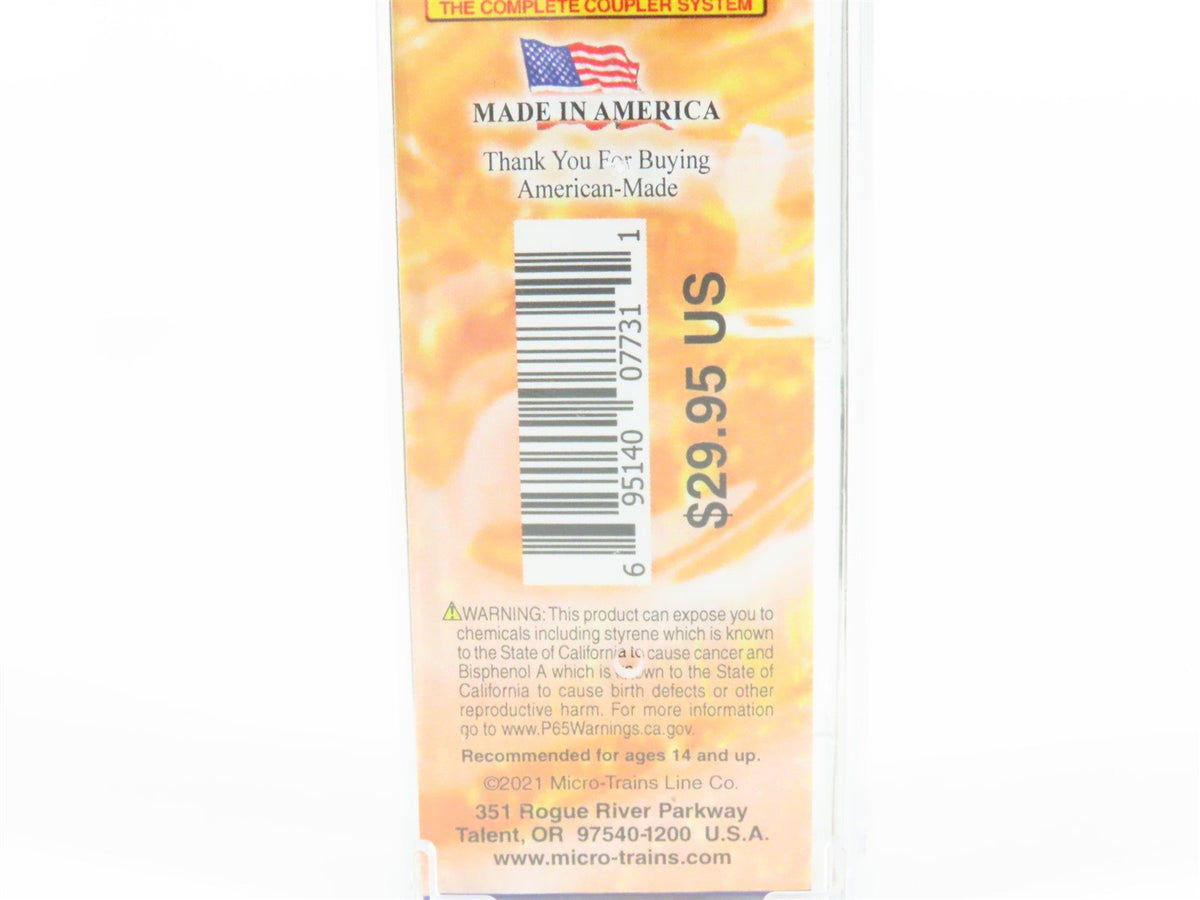 THE COMPLETE COUPLER SYSTEM
MADE IN AMERICA
Thank You For Buying
American-Made
6 95140 07731 1
$29.95 US
WARNING: This product can expose you to
chemicals including styrene which is known
to the State of California to cause cancer and
Bisphenol A which is known to the State of
California to cause birth defects or other
reproductive harm. For more information
go to www.P65Warnings.ca.gov.
Recommended for ages 14 and up.
©2021 Micro-Trains Line Co.
351 Rogue River Parkway
Talent, OR 97540-1200 U.S.A.
www.micro-trains.com